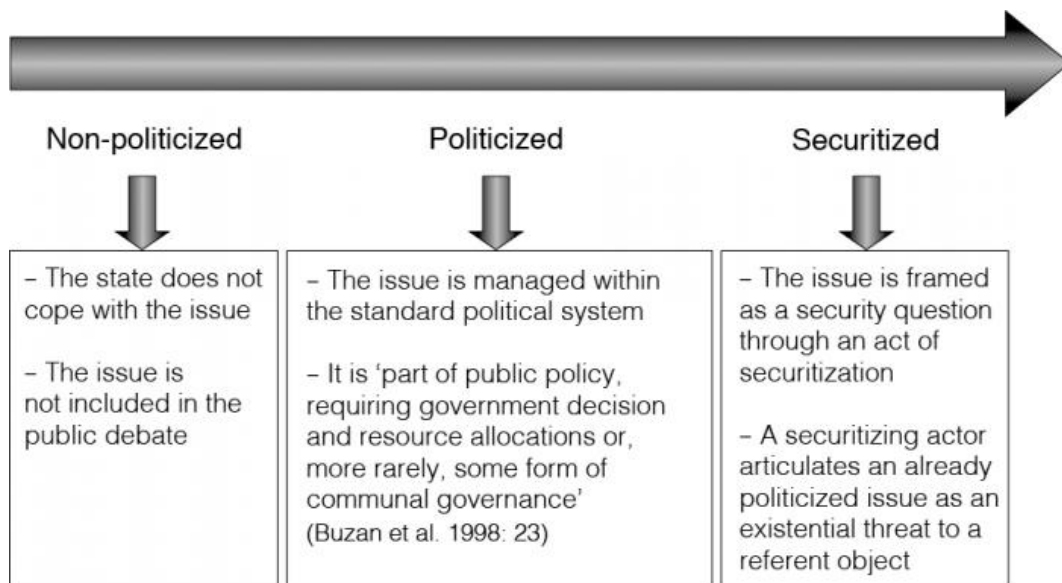 Non-politicized
Politicized
Securitized
– The state does not
cope with the issue
– The issue is
not included in the
public debate
– The issue is managed within
the standard political system
– It is ‘part of public policy,
requiring government decision
and resource allocations or,
more rarely, some form of
communal governance’
(Buzan et al. 1998: 23)
– The issue is framed
as a security question
through an act of
securitization
– A securitizing actor
articulates an already
politicized issue as an
existential threat to a
referent object